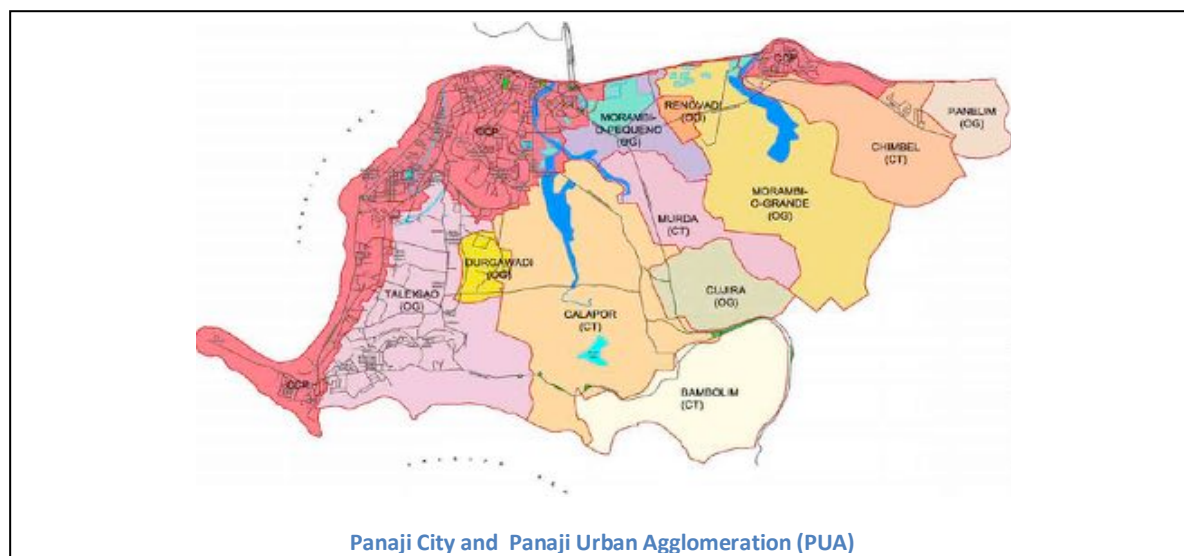 CCP
MORAMBI-
O-PEQUENO
(OG)
RENOVADI
(OG)
CCP
PANELIM
(OG)
CHIMBEL
(CT)
MORAMBI-
O-GRANDE
(OG)
MURDA
(CT)
DURGAWADI
(OG)
TALEIGAO
(OG)
CALAPOR
(CT)
CUJIRA
(OG)
CCP
BAMBOLIM
(CT)
Panaji City and Panaji Urban Agglomeration (PUA)